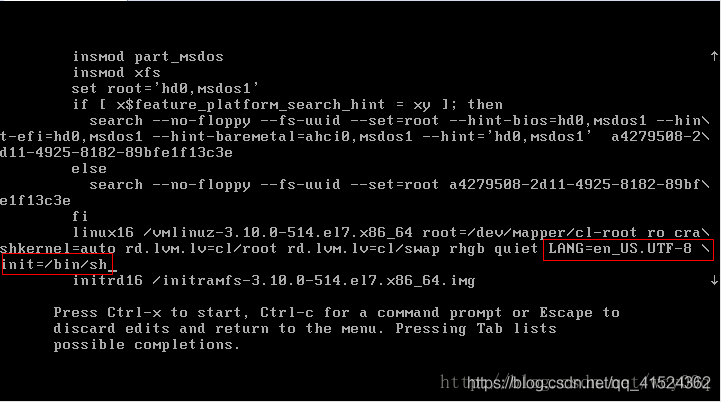 insmod part_msdos
insmod xfs
set root='hd0,msdos1'
if [ x$feature_platform_search_hint = xy ]; then
search --no-floppy --fs-uuid --set=root --hint-bios=hd0,msdos1 --hin\
t-efi=hd0,msdos1 --hint-baremetal=ahci0,msdos1 --hint='hd0,msdos1'  a4279508-2\
d11-4925-8182-89bfe1f13c3e
else
search --no-floppy --fs-uuid --set=root a4279508-2d11-4925-8182-89bf\
e1f13c3e
fi
linux16 /vmlinuz-3.10.0-514.el7.x86_64 root=/dev/mapper/cl-root ro cra\
shkernel=auto rd.lvm.lv=cl/root rd.lvm.lv=cl/swap rhgb quiet LANG=en_US.UTF-8 \
init=/bin/sh_
initrd16 /initramfs-3.10.0-514.el7.x86_64.img
Press Ctrl-x to start, Ctrl-c for a command prompt or Escape to
discard edits and return to the menu. Pressing Tab lists
possible completions.
https://blog.csdn.net/qq_41524362